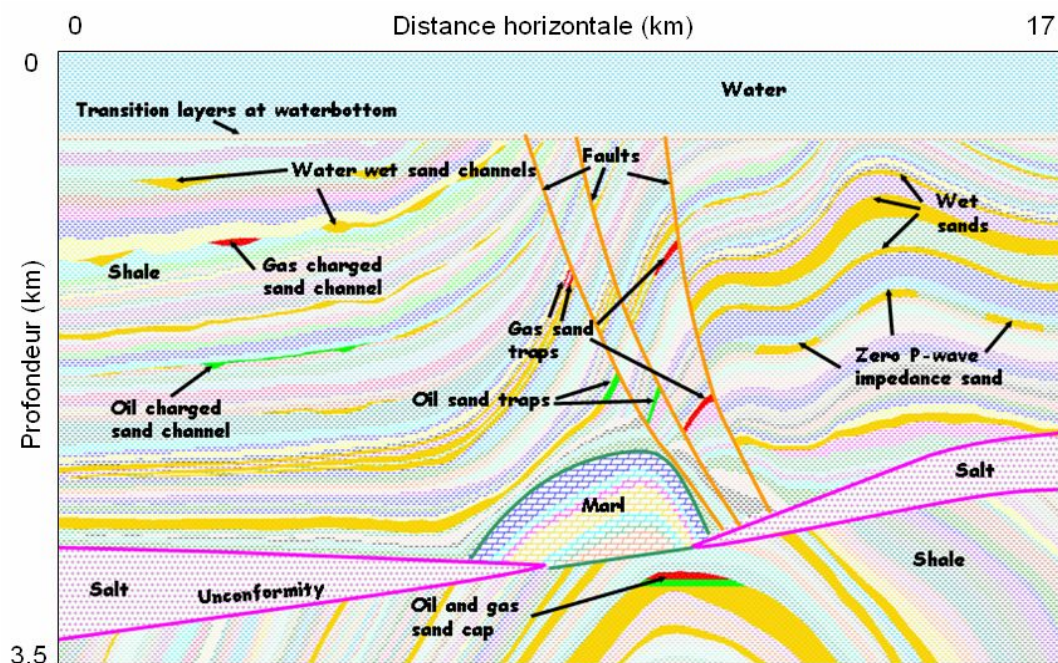 0
Distance horizontale (km)
17
0
Profondeur (km)
3.5
Water
Transition layers at waterbottom
Water wet sand channels
Faults
Wet
sands
Shale
Gas charged
sand channel
Gas sand
traps
Zero P-wave
impedance sand
Oil charged
sand channel
Oil sand traps
Marl
Salt
Salt
Unconformity
Shale
Oil and gas
sand cap